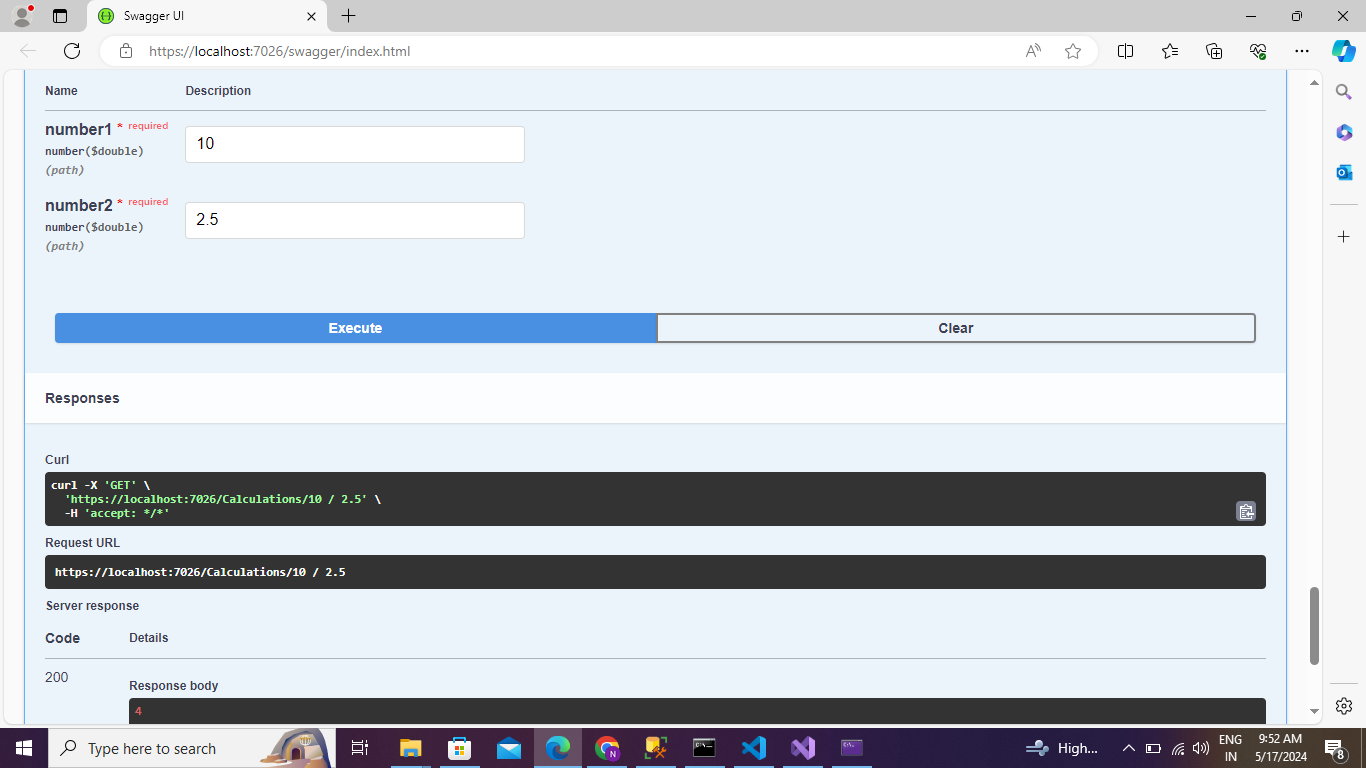 Swagger UI
https://localhost:7026/swagger/index.html
Name Description
number1 * required
number($double)
(path)
10
number2 * required
number($double)
(path)
2.5
Execute Clear
Responses
Curl
curl -X 'GET' \
'https://localhost:7026/Calculations/10 / 2.5' \
-H 'accept: */*'
Request URL
https://localhost:7026/Calculations/10 / 2.5
Server response
Code Details
200
Response body
4
Type here to search
High...
ENG
IN
9:52 AM
5/17/2024
8